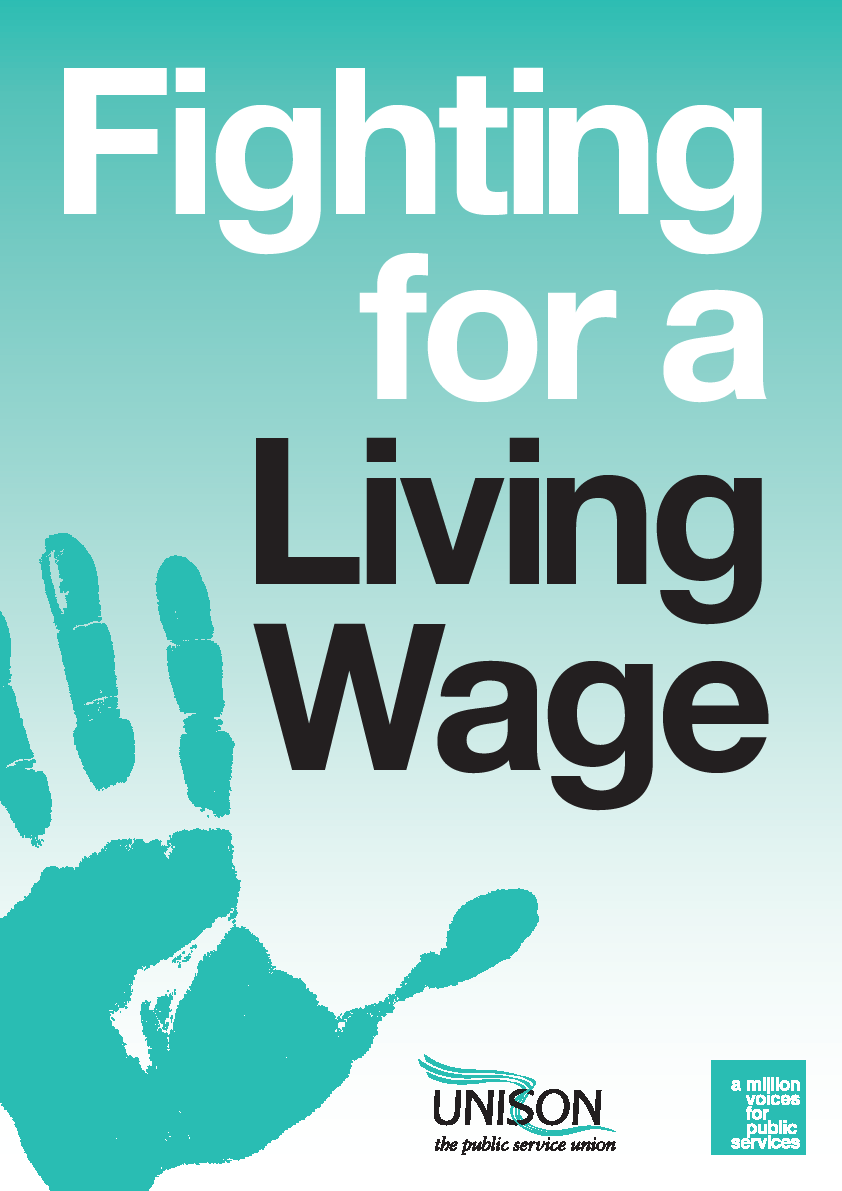 Fighting
for a
Living
Wage
UNISON
the public service union
a million
voices
for
public
services